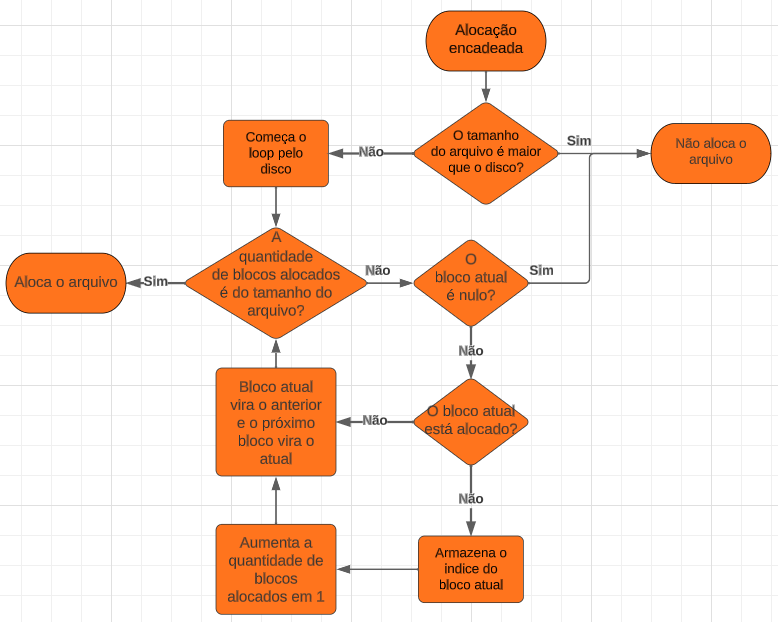 Alocação
encadeada
O tamanho
do arquivo é maior
que o disco?
Sim
Não aloca o
arquivo
Não
Começa o
loop pelo
disco
A
quantidade
de blocos alocados
é do tamanho do
arquivo?
Sim
Aloca o arquivo
Não
O
bloco atual
é nulo?
Sim
Não
O bloco atual
está alocado?
Não
Bloco atual
vira o anterior
e o próximo
bloco vira o
atual
Não
Armazena o
indice do
bloco atual
Aumenta a
quantidade de
blocos
alocados em 1